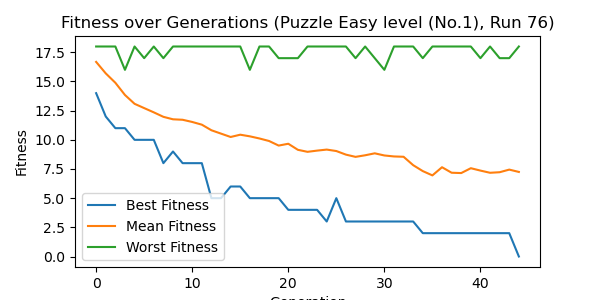 Fitness over Generations (Puzzle Easy level (No.1), Run 76)
Fitness
17.5
15.0
12.5
10.0
7.5
5.0
2.5
0.0
Best Fitness
Mean Fitness
Worst Fitness
0
10
20
30
40
Generation